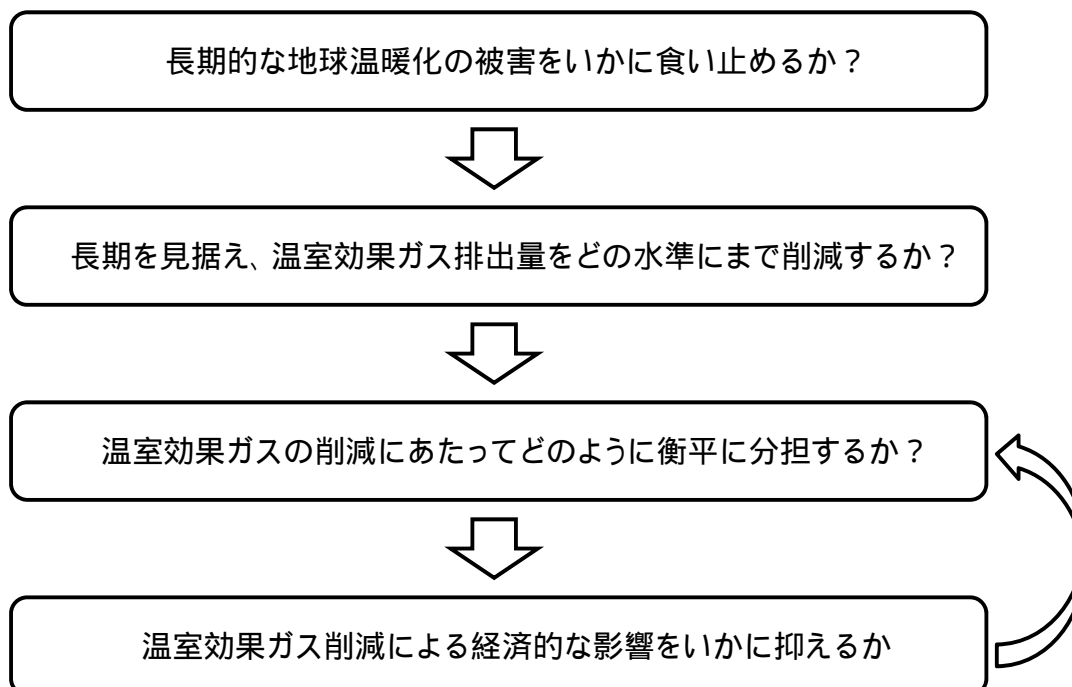 長期的な地球温暖化の被害をいかに食い止めるか？
長期を見据え、温室効果ガス排出量をどの水準にまで削減するか？
温室効果ガスの削減にあたってどのように衡平に分担するか？
温室効果ガス削減による経済的な影響をいかに抑えるか